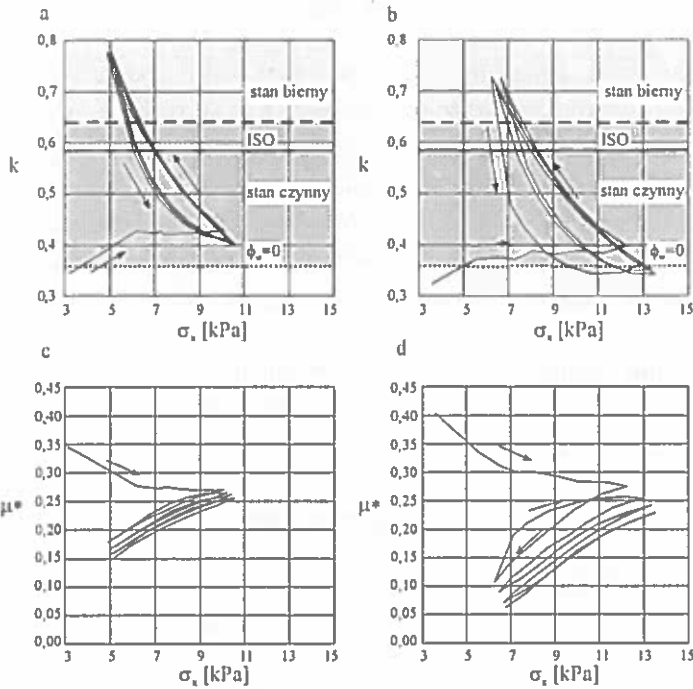 a
b
0,8
0,7
0,6
0,5
0,4
0,3
k
stan bierny
ISO
stan czynny
ϕw=0
3 5 7 9 11 13 15
σx [kPa]
0,8
0,7
0,6
0,5
0,4
0,3
k
stan bierny
ISO
stan czynny
ϕw=0
3 5 7 9 11 13 15
σx [kPa]
c
d
0,45
0,40
0,35
0,30
0,25
0,20
0,15
0,10
0,05
0,00
μ*
3 5 7 9 11 13 15
σx [kPa]
0,45
0,40
0,35
0,30
0,25
0,20
0,15
0,10
0,05
0,00
μ*
3 5 7 9 11 13 15
σx [kPa]